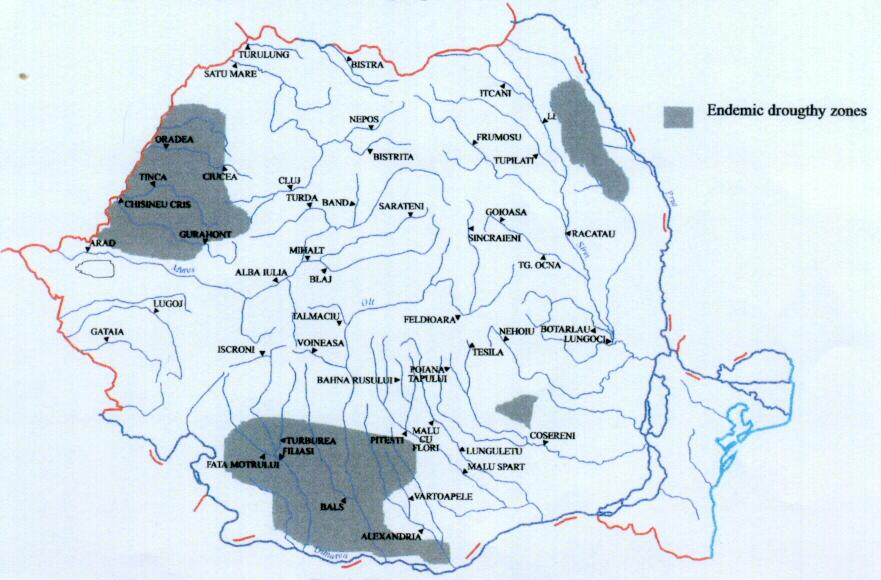 TURULUNG
SATU MARE
BISTRA
ITCANI
Endemic drougthy zones
NEPOS
LI
FRUMOSU
ORADEA
BISTRITA
TUPILATI
TINCA
CIUCEA
CLUJ
TURDA
BAND
SARATENI
CHISINEU CRIS
GOIOASA
Prut
GURAHONT
SINCRAIENI
RACATAU
ARAD
MIHALT
Siret
TG. OCNA
Mures
ALBA IULIA
BLAJ
LUGOJ
Olt
TALMACIU
FELDIOARA
GATAIA
NEHOIU
BOTARLAU
LUNGOCI
ISCRONI
VOINEASA
TESILA
BAHNA RUSULUI
POIANA
TAPULUI
TURBUREA
FILIASI
PITESTI
MALU
CU
FLORI
COSERENI
FATA MOTRULUI
LUNGULETU
MALU SPART
BALS
VARTOAPELE
ALEXANDRIA
Dunarea